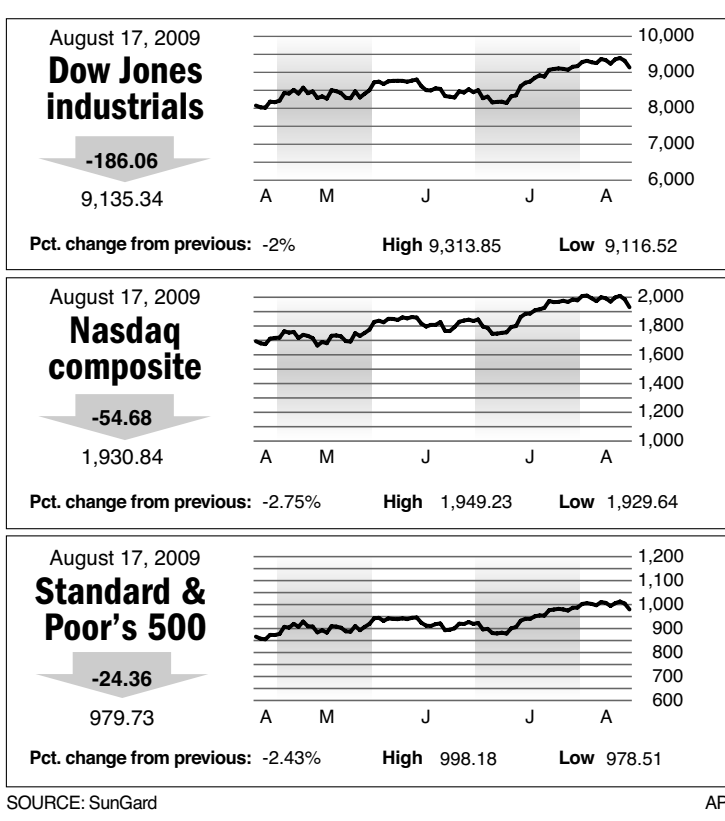 August 17, 2009
Dow Jones
industrials
-186.06
9,135.34
10,000
9,000
8,000
7,000
6,000
A M J J A
Pct. change from previous: -2% High 9,313.85 Low 9,116.52
August 17, 2009
Nasdaq
composite
-54.68
1,930.84
2,000
1,800
1,600
1,400
1,200
1,000
A M J J A
Pct. change from previous: -2.75% High 1,949.23 Low 1,929.64
August 17, 2009
Standard &
Poor's 500
-24.36
979.73
1,200
1,100
1,000
900
800
700
600
A M J J A
Pct. change from previous: -2.43% High 998.18 Low 978.51
SOURCE: SunGard AP